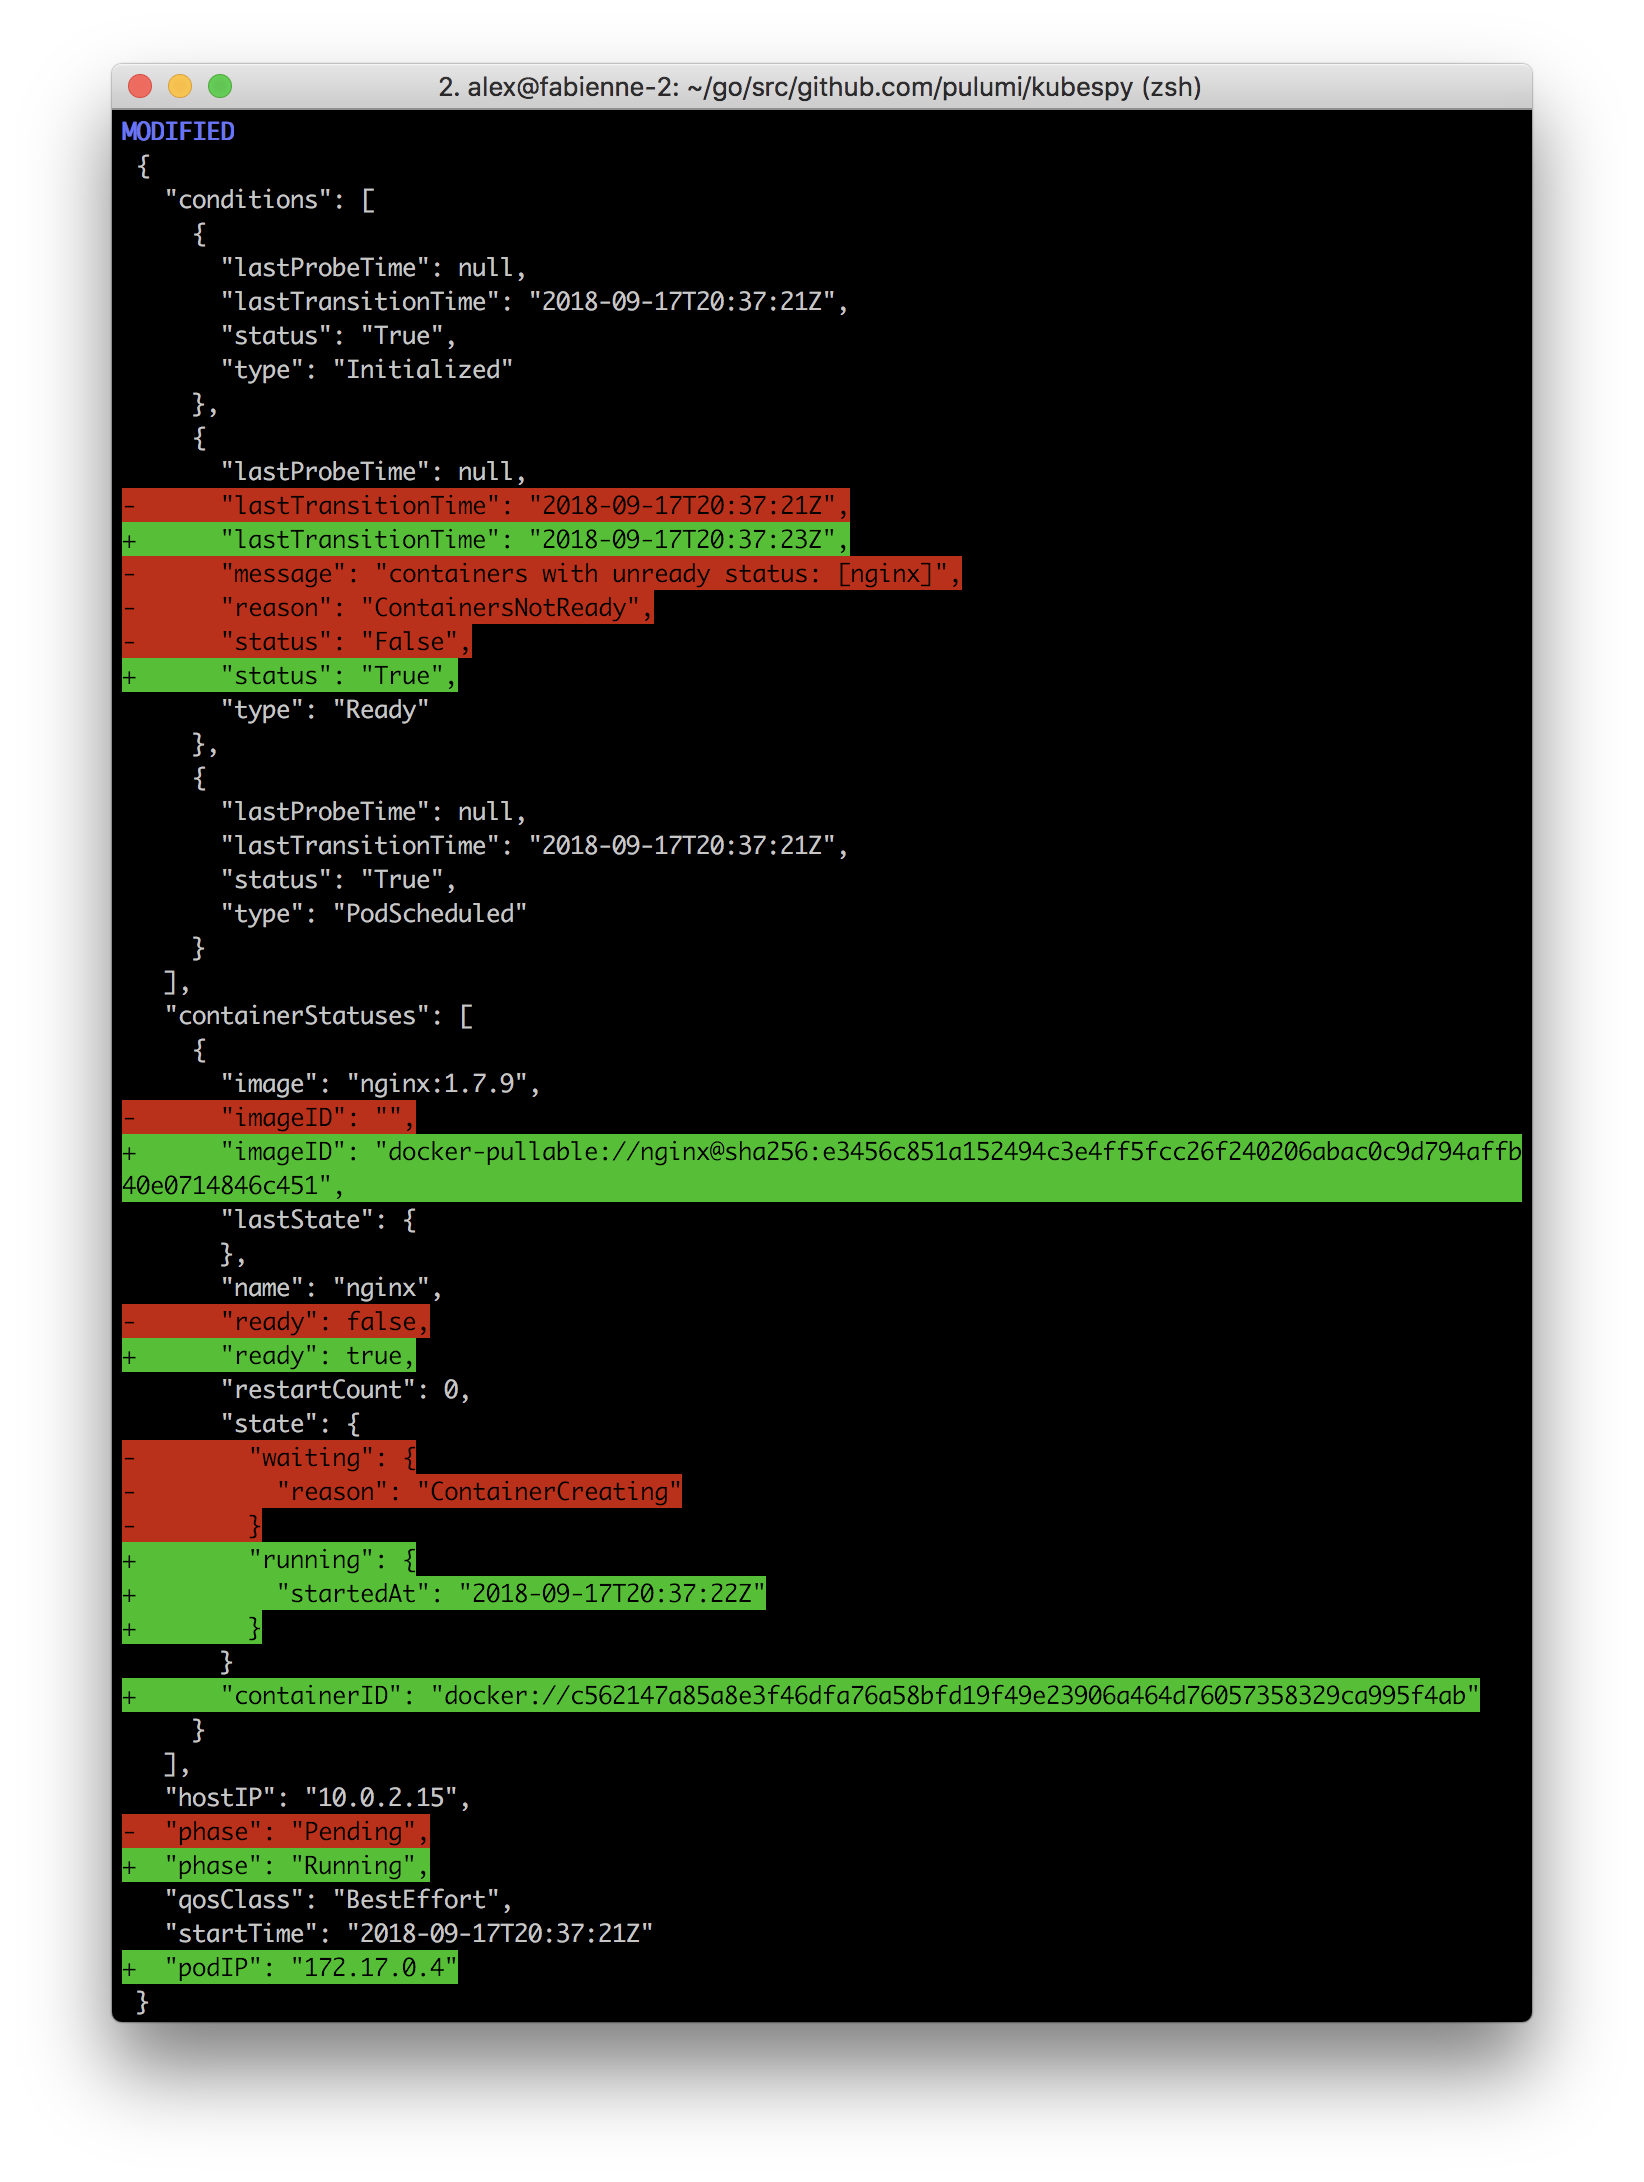 2. alex@fabienne-2: ~/go/src/github.com/pulumi/kubespy (zsh)
MODIFIED
 {
   "conditions": [
     {
       "lastProbeTime": null,
       "lastTransitionTime": "2018-09-17T20:37:21Z",
       "status": "True",
       "type": "Initialized"
     },
     {
       "lastProbeTime": null,
-      "lastTransitionTime": "2018-09-17T20:37:21Z",
+      "lastTransitionTime": "2018-09-17T20:37:23Z",
-      "message": "containers with unready status: [nginx]",
-      "reason": "ContainersNotReady",
-      "status": "False",
+      "status": "True",
       "type": "Ready"
     },
     {
       "lastProbeTime": null,
       "lastTransitionTime": "2018-09-17T20:37:21Z",
       "status": "True",
       "type": "PodScheduled"
     }
   ],
   "containerStatuses": [
     {
       "image": "nginx:1.7.9",
-      "imageID": "",
+      "imageID": "docker-pullable://nginx@sha256:e3456c851a152494c3e4ff5fcc26f240206abac0c9d794affb
40e0714846c451",
       "lastState": {
       },
       "name": "nginx",
-      "ready": false,
+      "ready": true,
       "restartCount": 0,
       "state": {
-        "waiting": {
-          "reason": "ContainerCreating"
-        }
+        "running": {
+          "startedAt": "2018-09-17T20:37:22Z"
+        }
       }
+      "containerID": "docker://c562147a85a8e3f46dfa76a58bfd19f49e23906a464d76057358329ca995f4ab"
     }
   ],
   "hostIP": "10.0.2.15",
-  "phase": "Pending",
+  "phase": "Running",
   "qosClass": "BestEffort",
   "startTime": "2018-09-17T20:37:21Z"
+  "podIP": "172.17.0.4"
 }